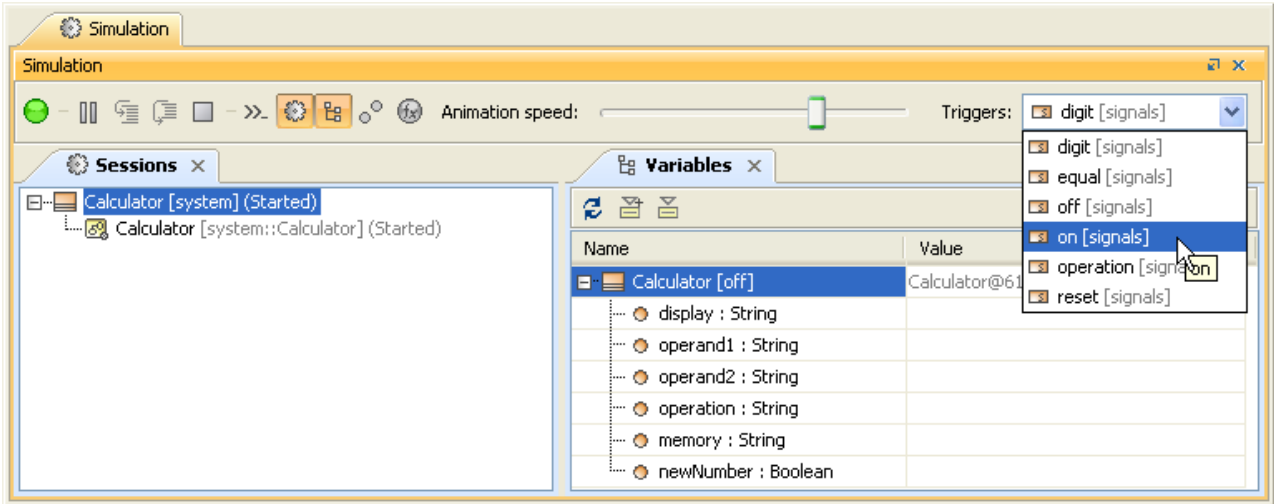 Simulation
Simulation
Animation speed: Triggers: digit [signals]
digit [signals]
equal [signals]
off [signals]
on [signals]
operation [signa
on
reset [signals]
Sessions
Calculator [system] (Started)
Calculator [system::Calculator] (Started)
Variables
Name Value
Calculator [off] Calculator@61
display : String
operand1 : String
operand2 : String
operation : String
memory : String
newNumber : Boolean